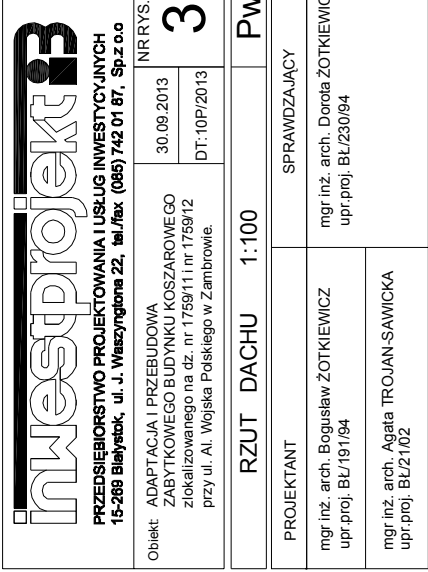 inwestprojekt
PRZEDSIĘBIORSTWO PROJEKTOWANIA I USŁUG INWESTYCYJNYCH
15-269 Białystok, ul. J. Waszyngtona 22, tel./fax (085) 742 01 87, Sp.z o.o
Obiekt: ADAPTACJA I PRZEBUDOWA
ZABYTKOWEGO BUDYNKU KOSZAROWEGO
zlokalizowanego na dz. nr 1759/11 i nr 1759/12
przy ul. Al. Wojska Polskiego w Zambrowie.
30.09.2013
DT:10P/2013
NR RYS.
3
RZUT DACHU 1:100
Pw
PROJEKTANT
SPRAWDZAJĄCY
mgr inż. arch. Bogusław ŻOTKIEWICZ
upr.proj. BŁ/191/94
mgr inż. arch. Dorota ŻOTKIEWIC
upr.proj. BŁ/230/94
mgr inż. arch. Agata TROJAN-SAWICKA
upr.proj. BŁ/21/02